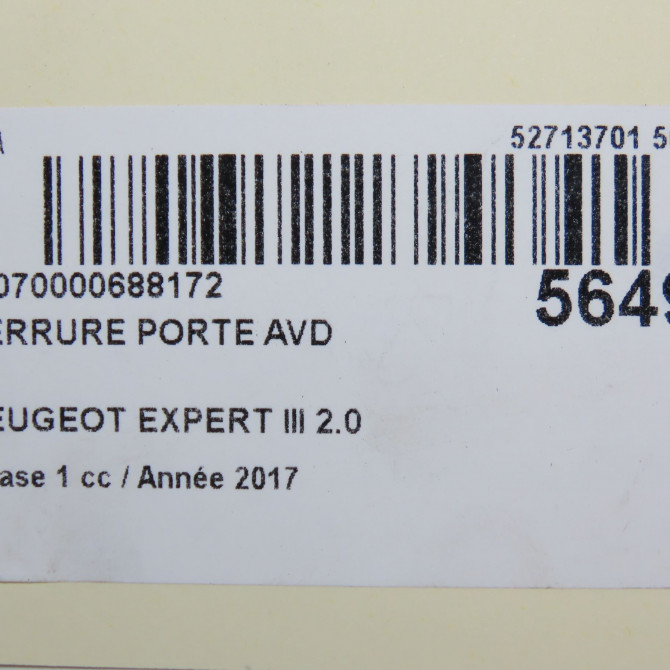 A
52713701 5
070000688172
5649
ERRURE PORTE AVD
EUGEOT EXPERT III 2.0
ase 1 cc / Année 2017